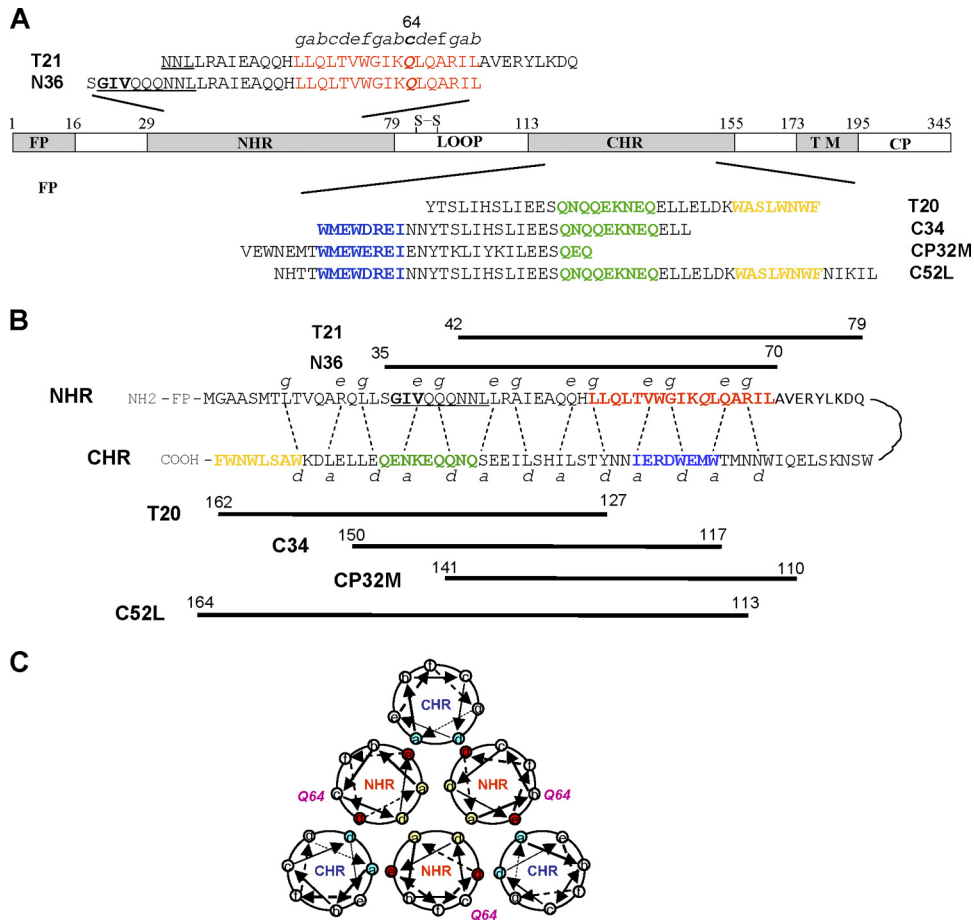 A
64
gabcdefgabcdefgab
T21 NNLLRAIEAQQHLLQLTVWGIKQLQARILAVERYLKDQ
N36 SGIVQQQNNLLRAIEAQQHLLQLTVWGIKQLQARIL
1 16 29 79 S–S 113 155 173 195 345
FP NHR LOOP CHR TM CP
FP
YTSLIHSLIEESQNQQEKNEQELLELDKWASLWNWF T20
WMEWDREINNYTSLIHSLIEESQNQQEKNEQELL C34
VEWNEMTWMEWEREIENYTKLIYKILEESQEQ CP32M
NHTTWMEWDREINNYTSLIHSLIEESQNQQEKNEQELLELDKWASLWNWFNIKIL C52L
B
T21 42 79
N36 35 70
g e g e g e g e g e g e g
NHR NH2 -FP -MGAASMTLTVQARQLLSGIVQQQNNLLRAIEAQQHLLQLTVWGIKQLQARILAVERYLKDQ
CHR COOH-FWNWLSAWKDLELLEQENKEQQNQSEEILSHILSTYNNIERDWEMWTMNNWIQELSKNSW
d a d a d a d a d a d a d
T20 162 127
C34 150 117
CP32M 141 110
C52L 164 113
C
CHR
NHR NHR
Q64 Q64
CHR NHR CHR
Q64